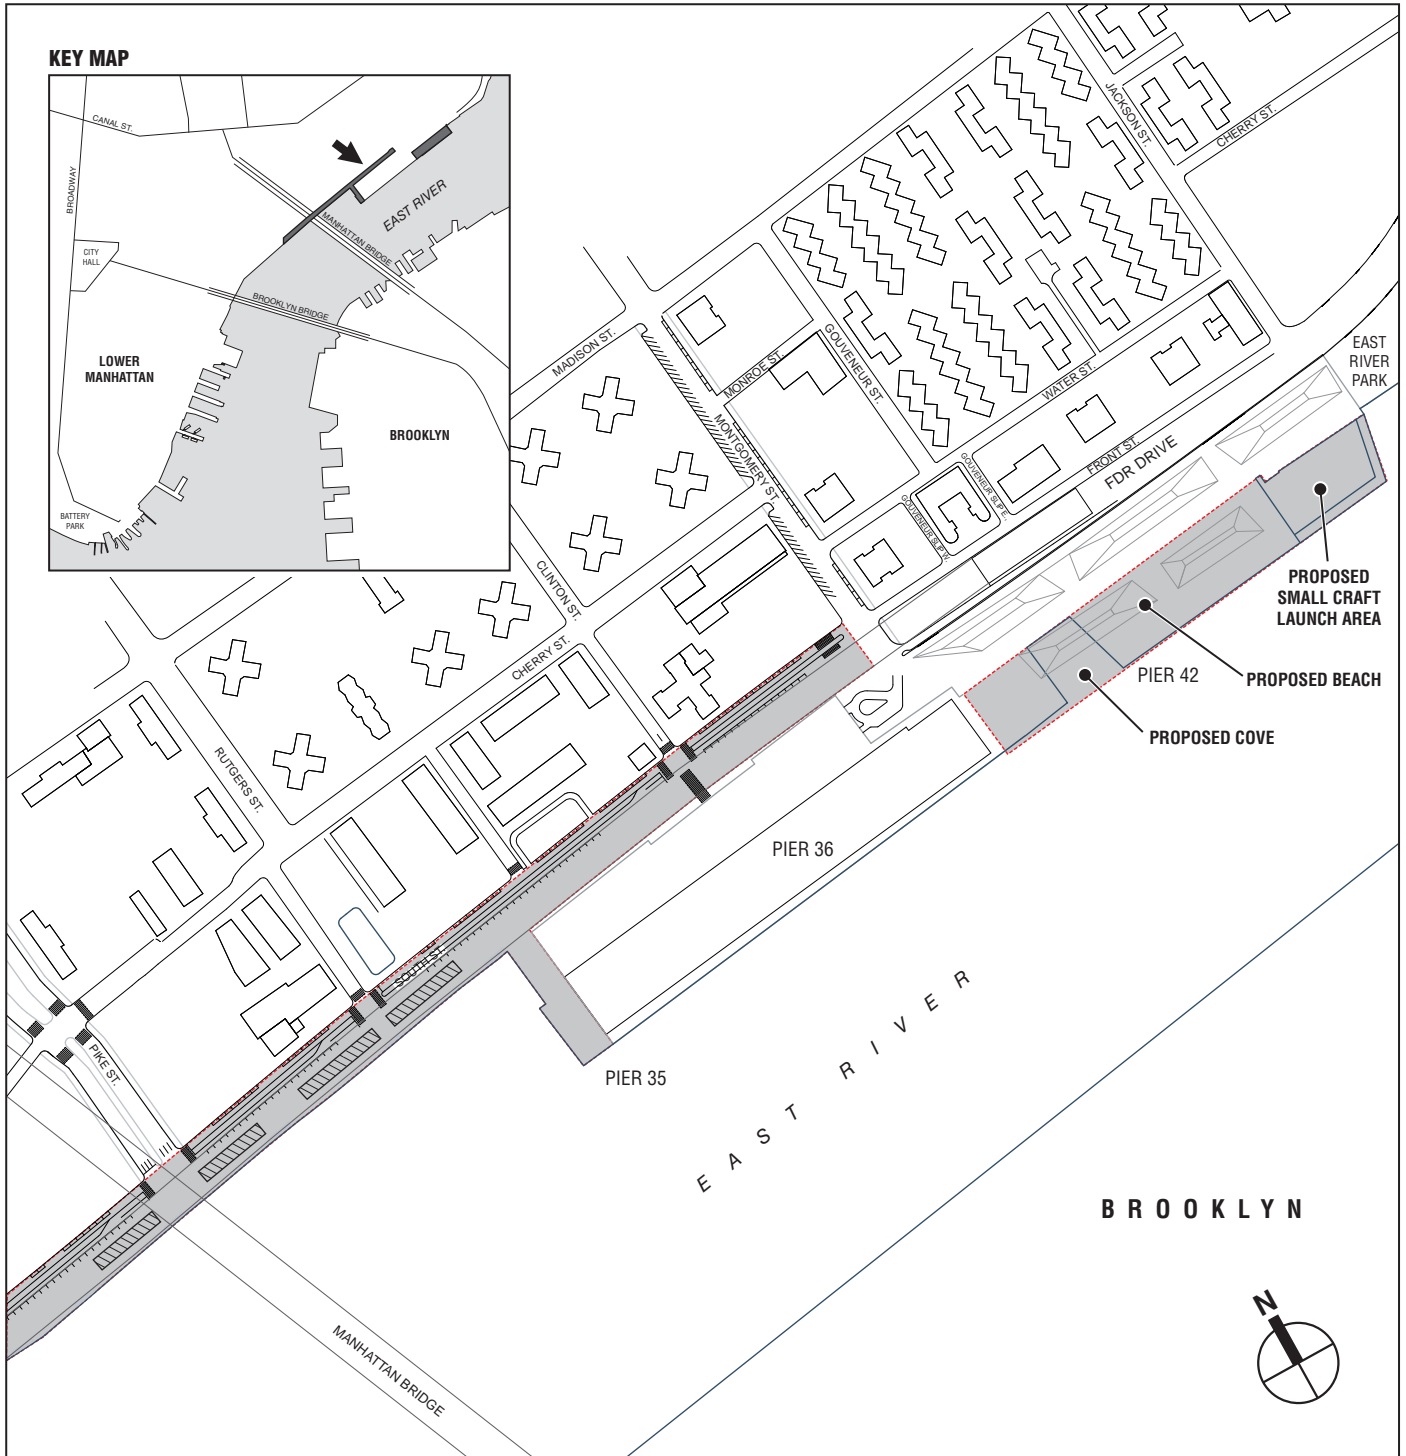 KEY MAP
CANAL ST.
BROADWAY
CITY
HALL
EAST RIVER
MANHATTAN BRIDGE
BROOKLYN BRIDGE
LOWER
MANHATTAN
BROOKLYN
BATTERY
PARK
JACKSON ST.
CHERRY ST.
MADISON ST.
MONROE ST.
GOUVENEUR ST.
MONTGOMERY ST.
WATER ST.
EAST
RIVER
PARK
FRONT ST.
FDR DRIVE
GOUVENEUR SLIP E.
GOUVENEUR SLIP W.
CLINTON ST.
CHERRY ST.
RUTGERS ST.
PROPOSED
SMALL CRAFT
LAUNCH AREA
PIER 42
PROPOSED BEACH
PROPOSED COVE
PIER 36
SOUTH ST.
PIKE ST.
PIER 35
EAST RIVER
BROOKLYN
MANHATTAN BRIDGE
N